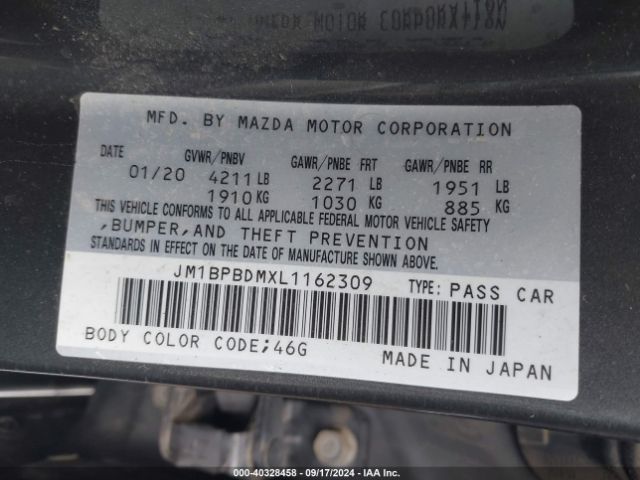 MFD. BY MAZDA MOTOR CORPORATION
DATE GVWR/PNBV GAWR/PNBE FRT GAWR/PNBE RR
01/20 4211 LB 2271 LB 1951 LB
1910 KG 1030 KG 885 KG
THIS VEHICLE CONFORMS TO ALL APPLICABLE FEDERAL MOTOR VEHICLE SAFETY
,BUMPER,AND THEFT PREVENTION
STANDARDS IN EFFECT ON THE DATE OF MANUFACTURE SHOWN ABOVE.
JM1BPBDMXL1162309 TYPE: PASS CAR
BODY COLOR CODE;46G MADE IN JAPAN
000-40328458 - 09/17/2024 - IAA Inc.